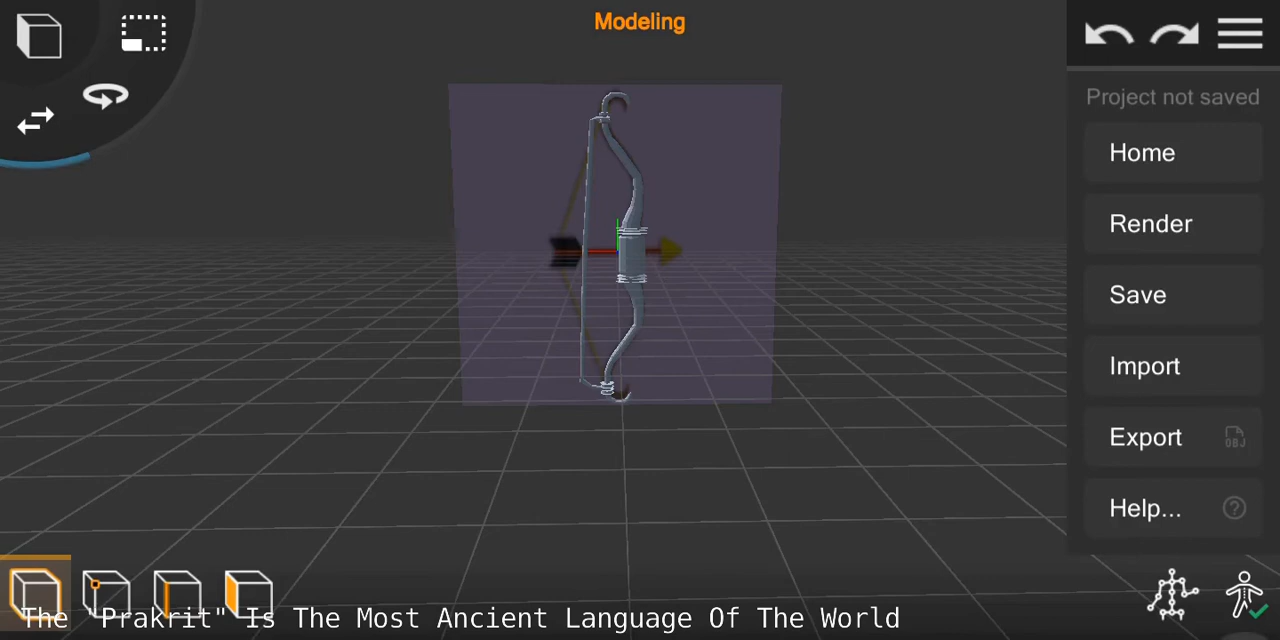 Modeling
Project not saved
Home
Render
Save
Import
Export
OBJ
Help...
?
The "Prakrit" Is The Most Ancient Language Of The World